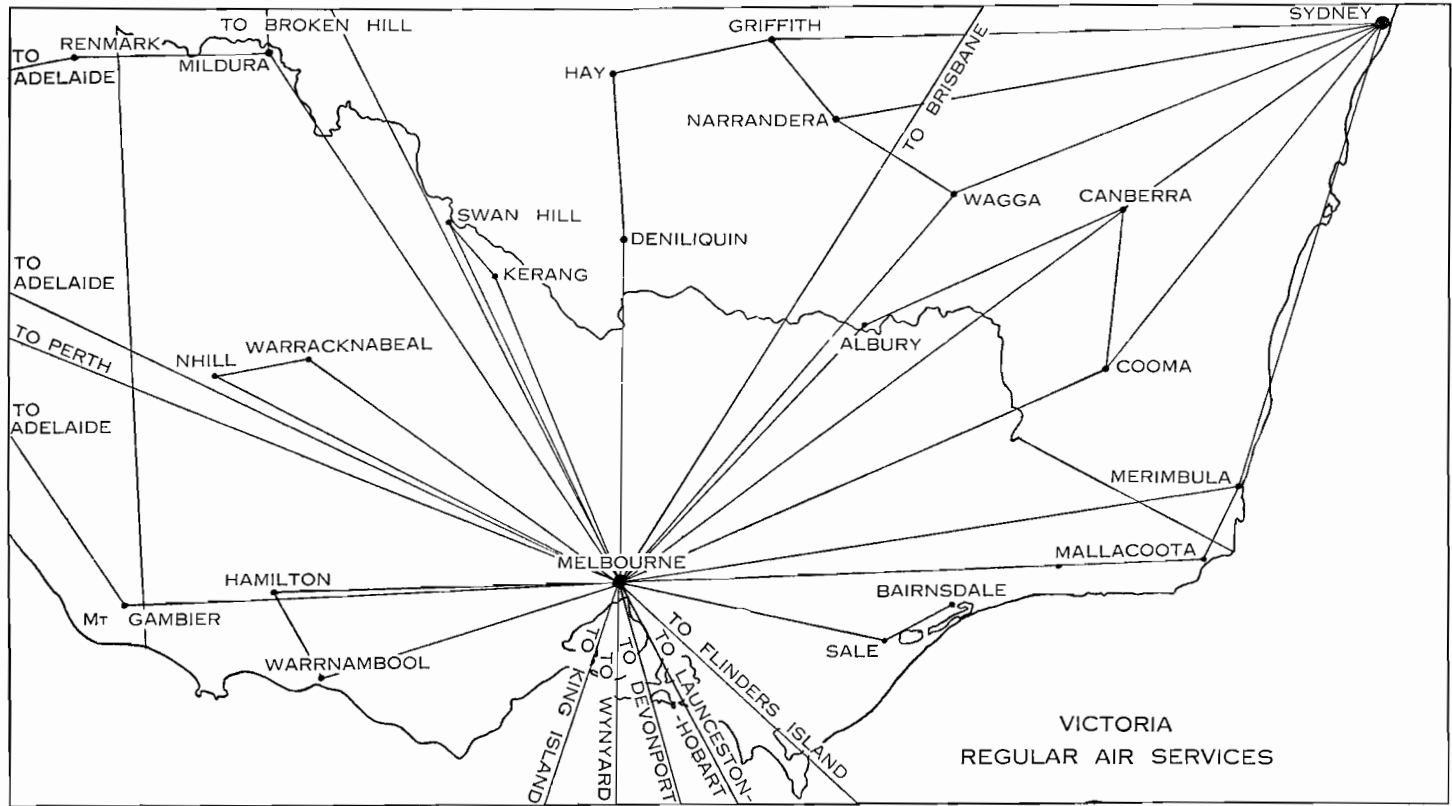 TO BROKEN HILL
GRIFFITH
SYDNEY
RENMARK
TO
ADELAIDE
MILDURA
HAY
TO BRISBANE
NARRANDERA
SWAN HILL
WAGGA
CANBERRA
DENILIQUIN
KERANG
TO
ADELAIDE
TO PERTH
NHILL
WARRACKNABEAL
ALBURY
COOMA
TO
ADELAIDE
MERIMBULA
MELBOURNE
MALLACOOTA
HAMILTON
BAIRNSDALE
MT GAMBIER
WARRNAMBOOL
SALE
TO KING ISLAND
TO WYNYARD
TO DEVONPORT
TO LAUNCESTON-
-HOBART
TO FLINDERS ISLAND
VICTORIA
REGULAR AIR SERVICES